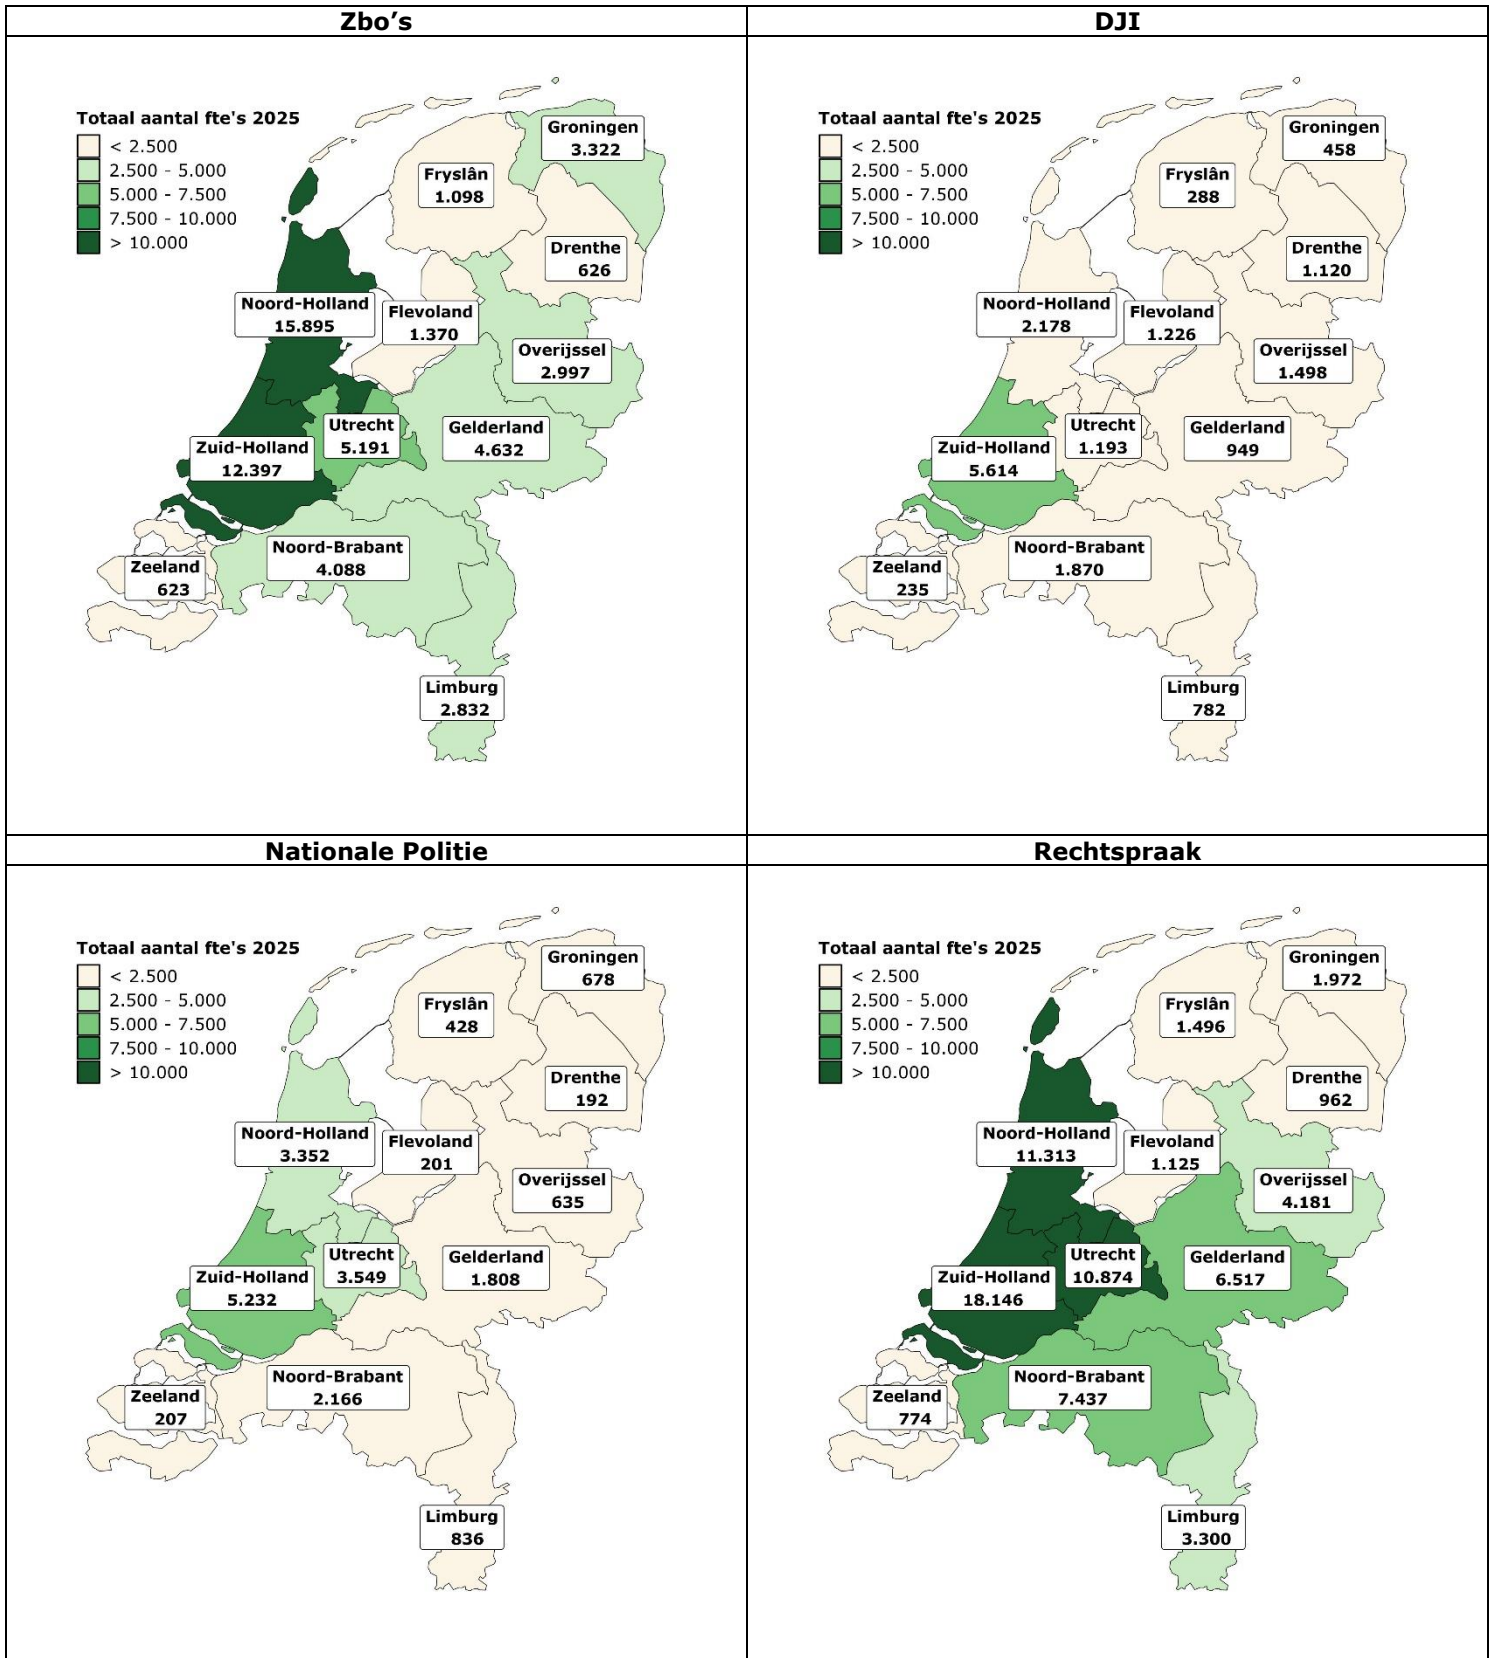 Zbo’s
Totaal aantal fte's 2025
< 2.500
2.500 - 5.000
5.000 - 7.500
7.500 - 10.000
> 10.000
Groningen
3.322
Fryslân
1.098
Drenthe
626
Noord-Holland
15.895
Flevoland
1.370
Overijssel
2.997
Utrecht
5.191
Gelderland
4.632
Zuid-Holland
12.397
Noord-Brabant
4.088
Zeeland
623
Limburg
2.832
DJI
Totaal aantal fte's 2025
< 2.500
2.500 - 5.000
5.000 - 7.500
7.500 - 10.000
> 10.000
Groningen
458
Fryslân
288
Drenthe
1.120
Noord-Holland
2.178
Flevoland
1.226
Overijssel
1.498
Utrecht
1.193
Gelderland
949
Zuid-Holland
5.614
Noord-Brabant
1.870
Zeeland
235
Limburg
782
Nationale Politie
Totaal aantal fte's 2025
< 2.500
2.500 - 5.000
5.000 - 7.500
7.500 - 10.000
> 10.000
Groningen
678
Fryslân
428
Drenthe
192
Noord-Holland
3.352
Flevoland
201
Overijssel
635
Utrecht
3.549
Gelderland
1.808
Zuid-Holland
5.232
Noord-Brabant
2.166
Zeeland
207
Limburg
836
Rechtspraak
Totaal aantal fte's 2025
< 2.500
2.500 - 5.000
5.000 - 7.500
7.500 - 10.000
> 10.000
Groningen
1.972
Fryslân
1.496
Drenthe
962
Noord-Holland
11.313
Flevoland
1.125
Overijssel
4.181
Utrecht
10.874
Gelderland
6.517
Zuid-Holland
18.146
Noord-Brabant
7.437
Zeeland
774
Limburg
3.300